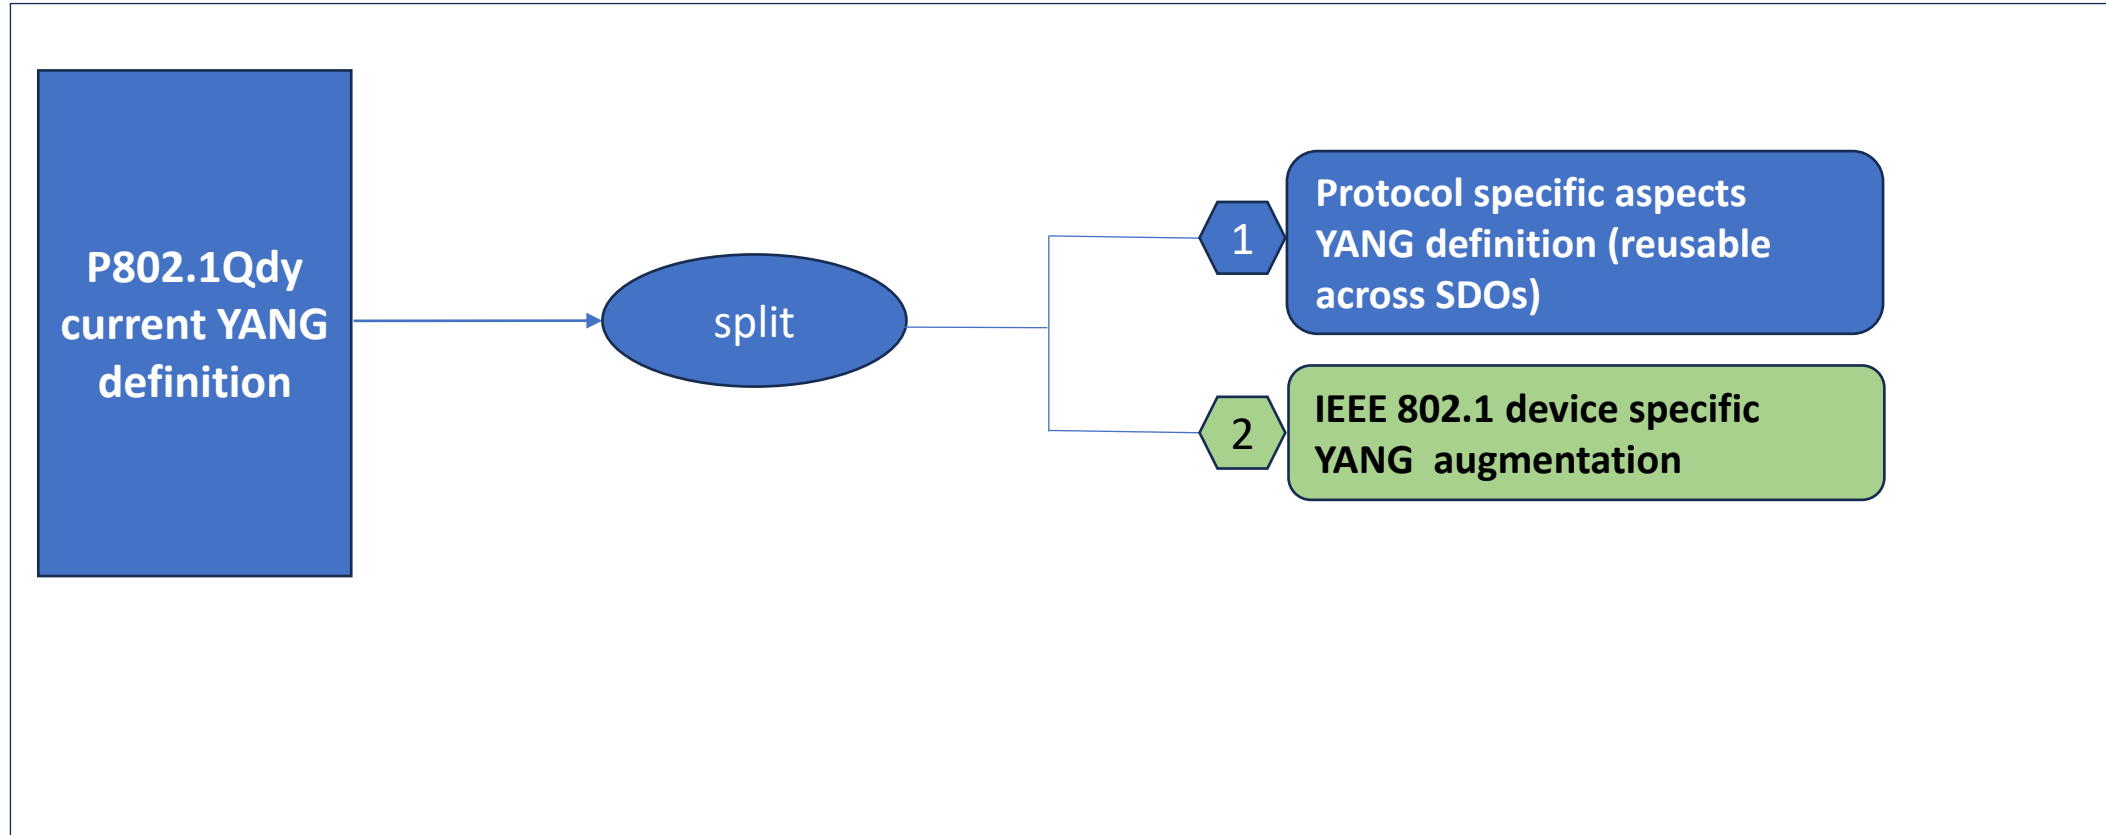 P802.1Qdy
current YANG
definition
split
1
Protocol specific aspects
YANG definition (reusable
across SDOs)
2
IEEE 802.1 device specific
YANG  augmentation